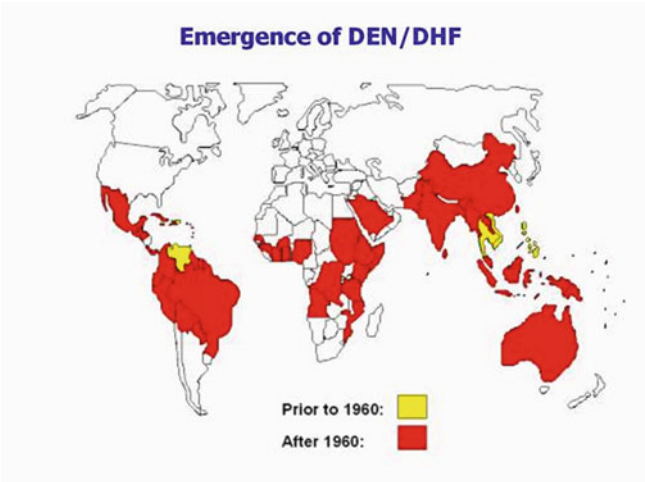 Emergence of DEN/DHF
Prior to 1960:
After 1960: